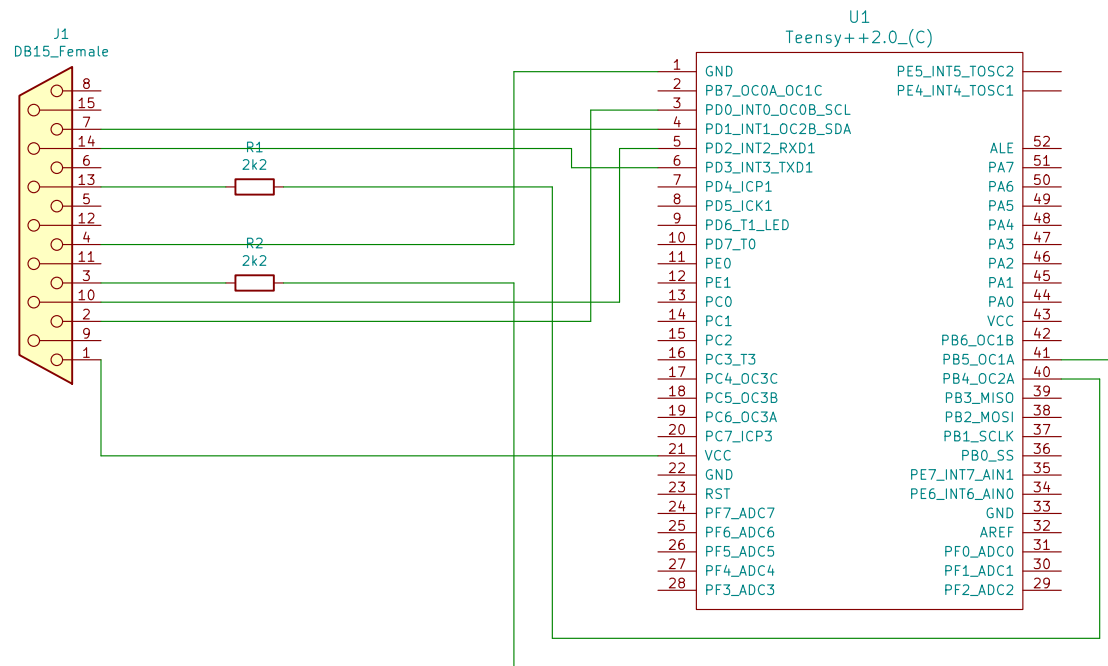 J1
DB15_Female
8
15
7
14
6
13
5
12
4
11
3
10
2
9
1
R1
2k2
R2
2k2
U1
Teensy++2.0_(C)
1 GND
2 PB7_OC0A_OC1C
3 PD0_INT0_OC0B_SCL
4 PD1_INT1_OC2B_SDA
5 PD2_INT2_RXD1
6 PD3_INT3_TXD1
7 PD4_ICP1
8 PD5_ICK1
9 PD6_T1_LED
10 PD7_T0
11 PE0
12 PE1
13 PC0
14 PC1
15 PC2
16 PC3_T3
17 PC4_OC3C
18 PC5_OC3B
19 PC6_OC3A
20 PC7_ICP3
21 VCC
22 GND
23 RST
24 PF7_ADC7
25 PF6_ADC6
26 PF5_ADC5
27 PF4_ADC4
28 PF3_ADC3
PE5_INT5_TOSC2
PE4_INT4_TOSC1
ALE 52
PA7 51
PA6 50
PA5 49
PA4 48
PA3 47
PA2 46
PA1 45
PA0 44
VCC 43
PB6_OC1B 42
PB5_OC1A 41
PB4_OC2A 40
PB3_MISO 39
PB2_MOSI 38
PB1_SCLK 37
PB0_SS 36
PE7_INT7_AIN1 35
PE6_INT6_AIN0 34
GND 33
AREF 32
PF0_ADC0 31
PF1_ADC1 30
PF2_ADC2 29